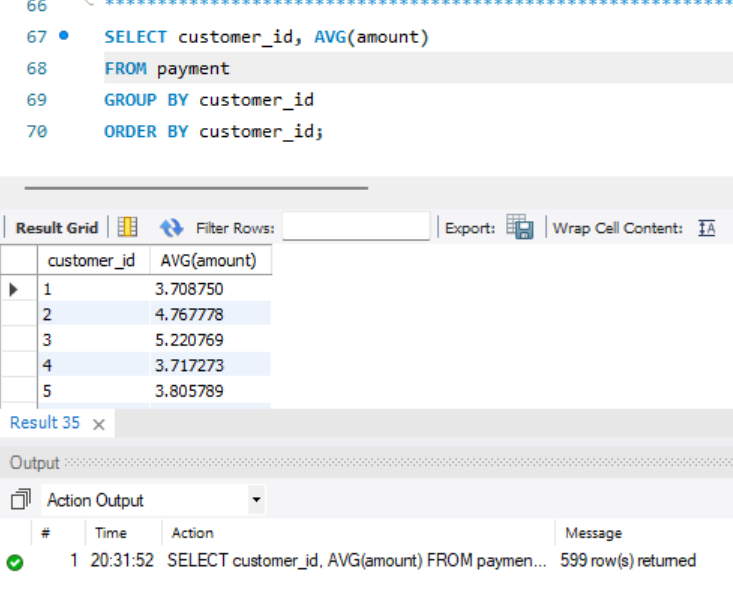 66 ************************************************************
67 SELECT customer_id, AVG(amount)
68 FROM payment
69 GROUP BY customer_id
70 ORDER BY customer_id;
Result Grid Filter Rows: Export: Wrap Cell Content: IA
customer_id AVG(amount)
1 3.708750
2 4.767778
3 5.220769
4 3.717273
5 3.805789
Result 35 ×
Output
Action Output
# Time Action Message
1 20:31:52 SELECT customer_id, AVG(amount) FROM paymen... 599 row(s) returned